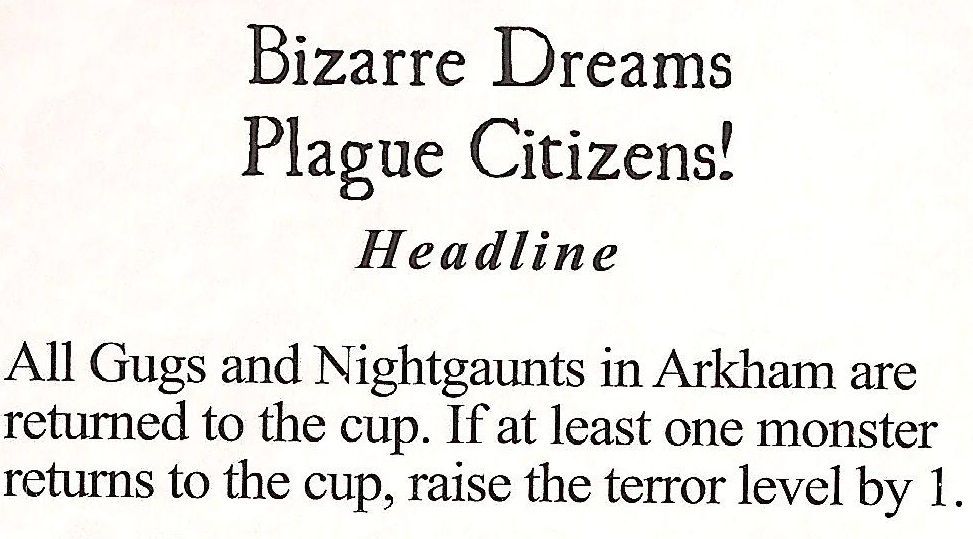 Bizarre Dreams
Plague Citizens!
Headline
All Gugs and Nightgaunts in Arkham are
returned to the cup. If at least one monster
returns to the cup, raise the terror level by 1.